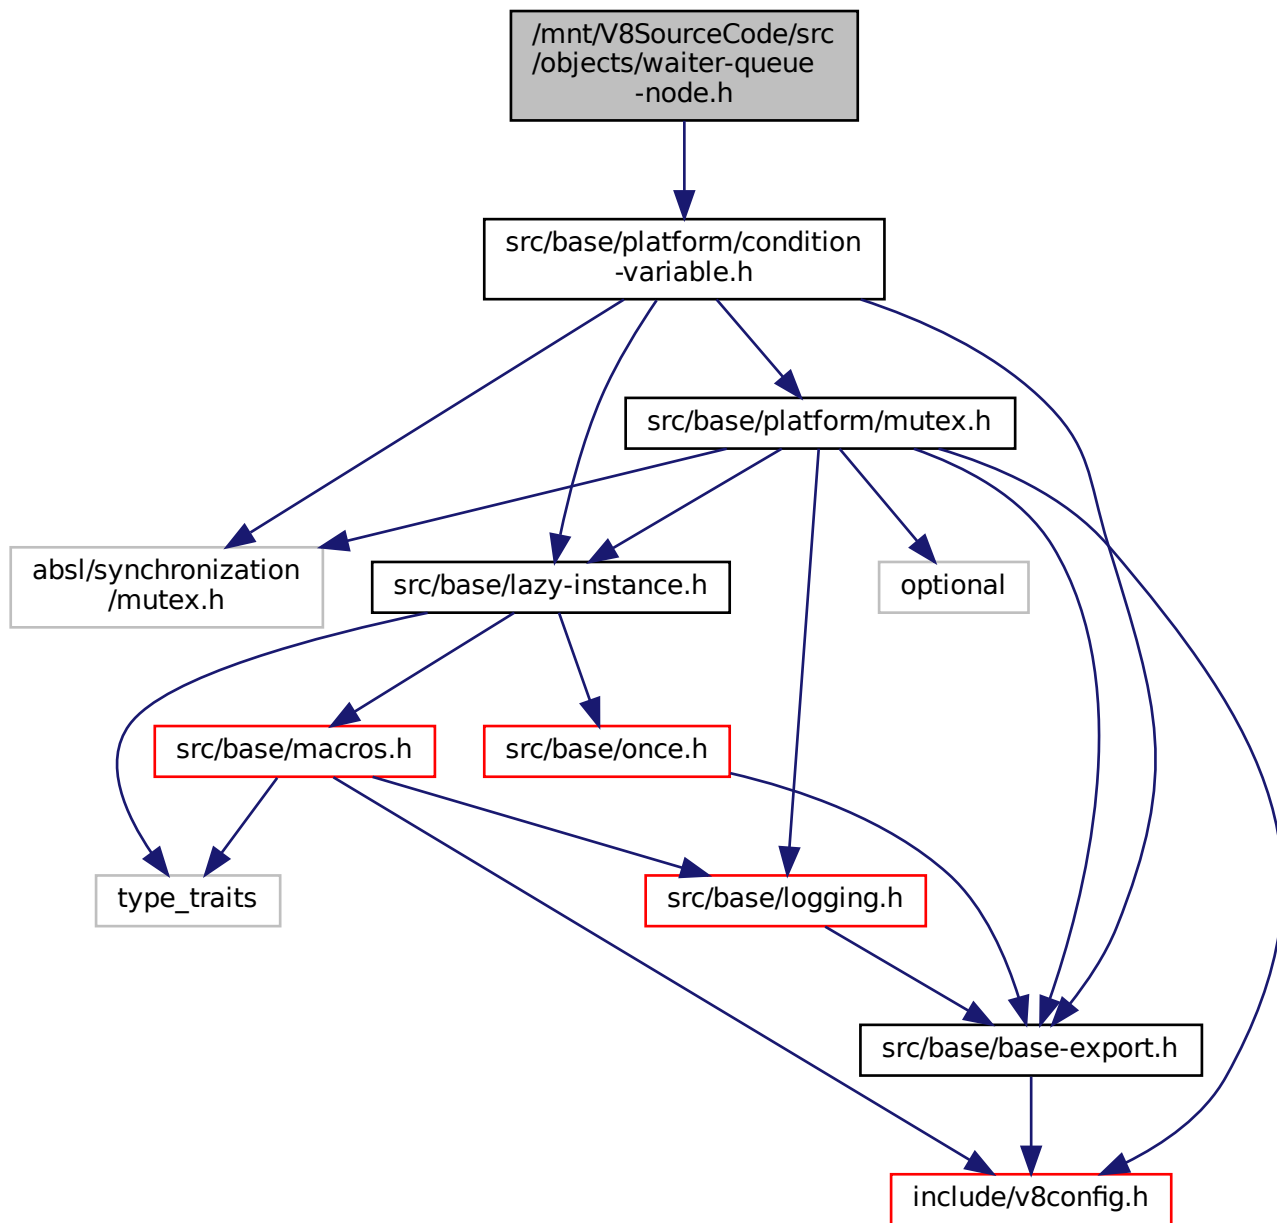 /mnt/V8SourceCode/src
/objects/waiter-queue
-node.h
src/base/platform/condition
-variable.h
src/base/platform/mutex.h
absl/synchronization
/mutex.h
src/base/lazy-instance.h
optional
src/base/macros.h
src/base/once.h
type_traits
src/base/logging.h
src/base/base-export.h
include/v8config.h